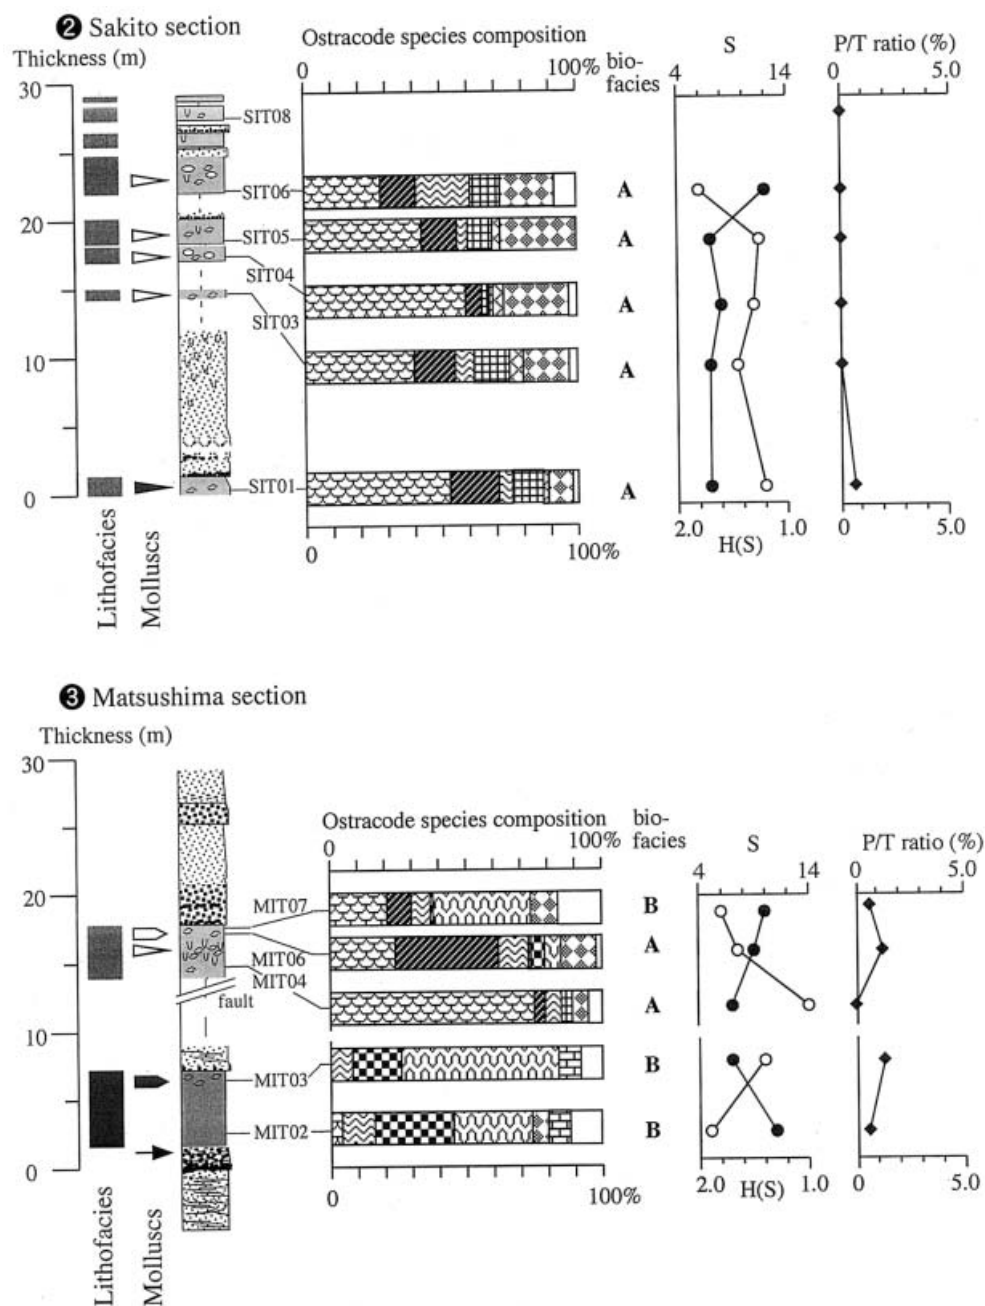 ❷ Sakito section
Thickness (m)
Ostracode species composition
0 100%
bio-
facies
S
4 14
P/T ratio (%)
0 5.0
30
SIT08
SIT06
A
20
SIT05
A
SIT04
A
SIT03
10
A
SIT01
A
0
0 100%
2.0 1.0
H(S)
0 5.0
Lithofacies
Molluscs
❸ Matsushima section
Thickness (m)
30
Ostracode species composition
0 100%
bio-
facies
S
4 14
P/T ratio (%)
0 5.0
20
MIT07
B
MIT06
A
MIT04
fault
A
10
MIT03
B
MIT02
B
0
0 100%
2.0 H(S) 1.0
0 5.0
Lithofacies
Molluscs